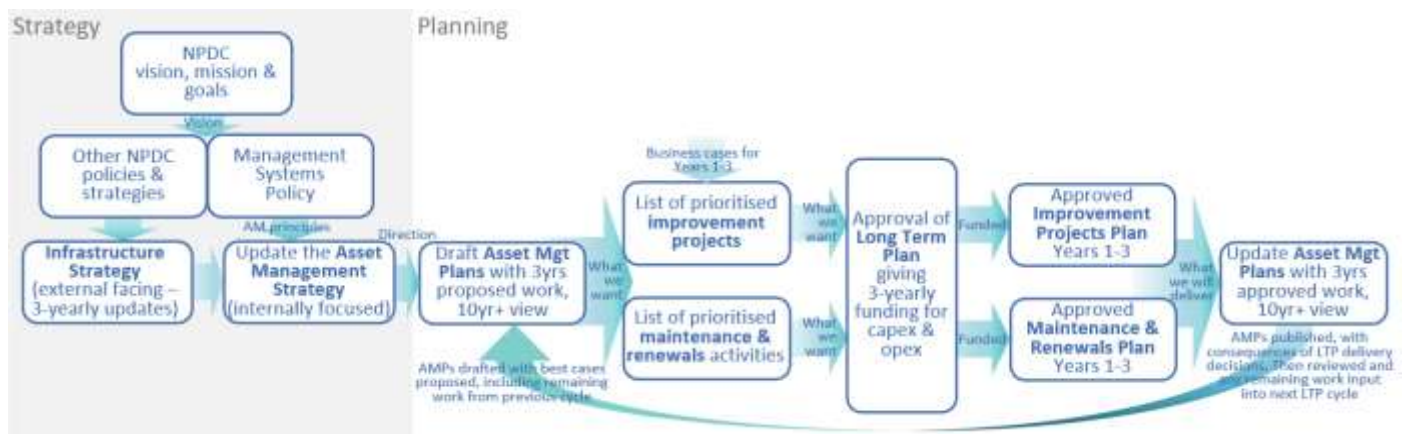 Strategy
Planning
NPDC
vision, mission &
goals
Vision
Other NPDC
policies &
strategies
Management
Systems
Policy
AM principles
Infrastructure
Strategy
(external facing –
3-yearly updates)
Update the Asset
Management
Strategy
(internally focused)
Direction
Draft Asset Mgt
Plans with 3yrs
proposed work,
10yr+ view
What
we
want
Business cases for
Years 1-3
List of prioritised
improvement
projects
List of prioritised
maintenance &
renewals activities
What
we
want
What
we
want
Approval of
Long Term
Plan
giving
3-yearly
funding for
capex &
opex
Funded
Funded
Approved
Improvement
Projects Plan
Years 1-3
Approved
Maintenance &
Renewals Plan
Years 1-3
What
we will
deliver
Update Asset Mgt
Plans with 3yrs
approved work,
10yr+ view
AMPs drafted with best cases
proposed, including remaining
work from previous cycle
AMPs published, with
consequences of LTP delivery
decisions. Then reviewed and
any remaining work input
into next LTP cycle